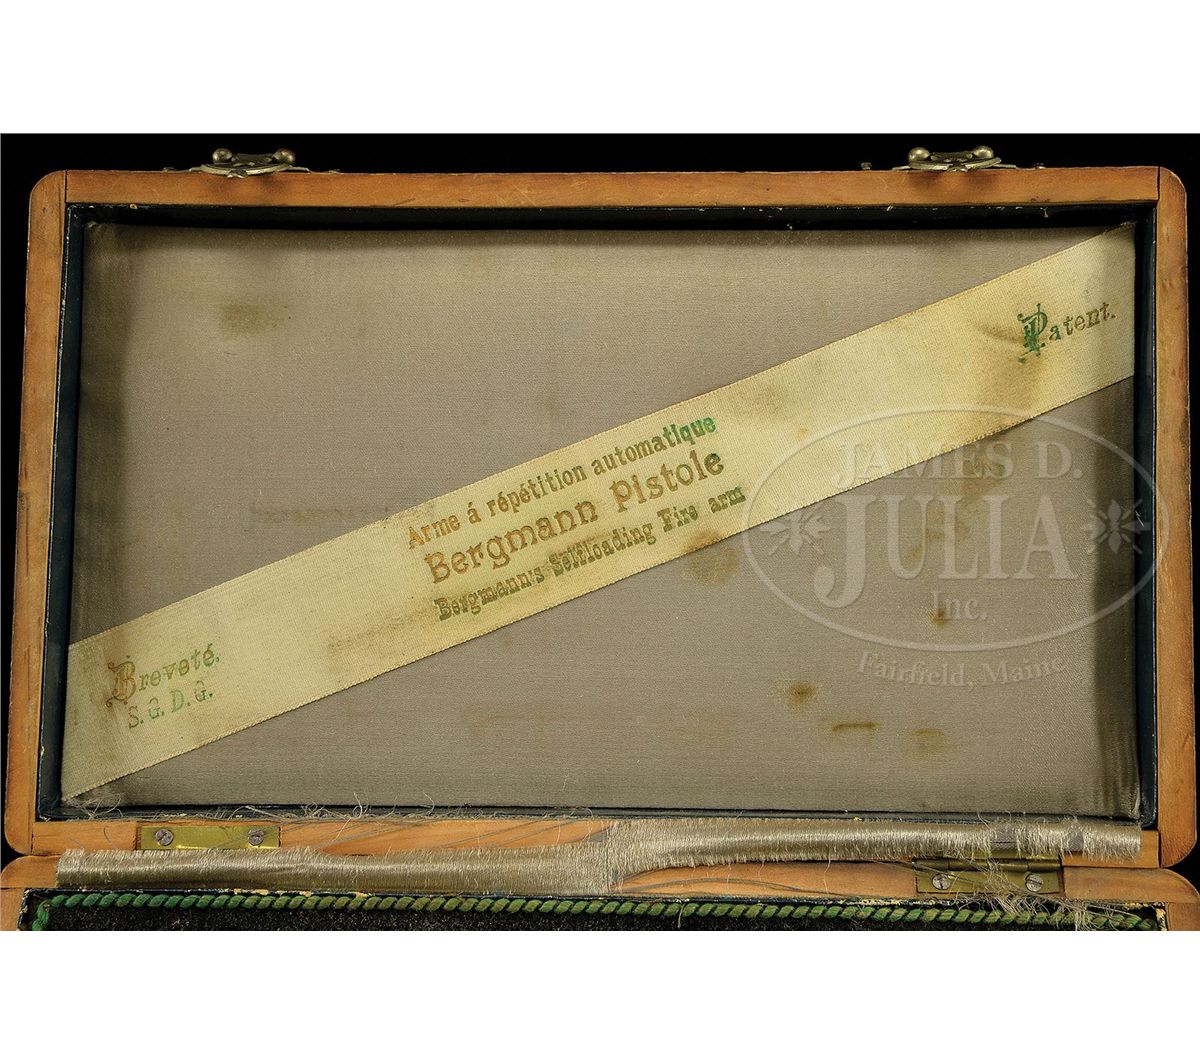 Patent.
Arme á répétition automatique
Bergmann Pistole
Bergmann's Selfloading Fire arm
Breveté.
S. G. D. G.
JAMES D.
JULIA
Inc.
Fairfield, Maine